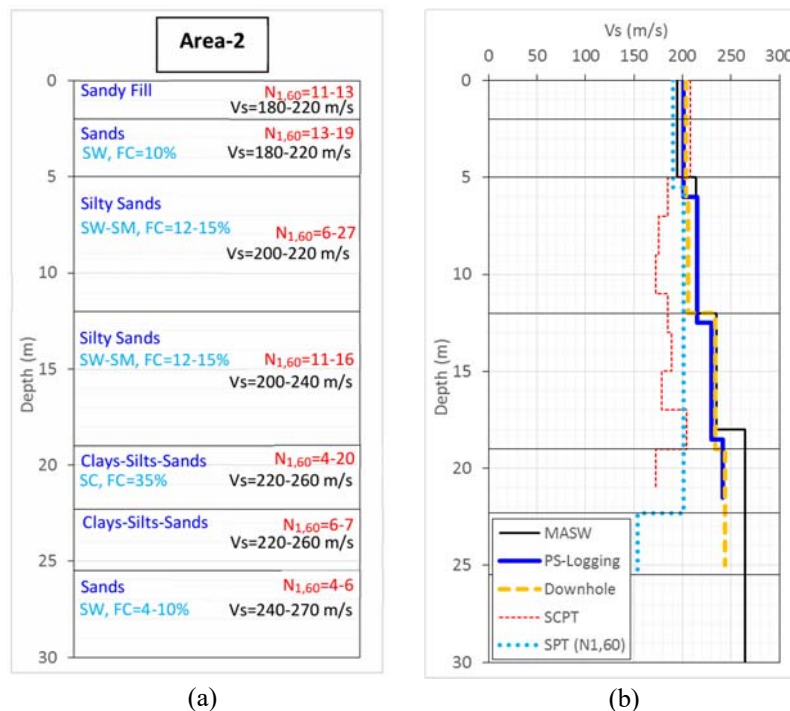 Area-2
0
Sandy Fill
N1,60=11-13
Vs=180-220 m/s
Sands
N1,60=13-19
SW, FC=10%
Vs=180-220 m/s
5
Silty Sands
SW-SM, FC=12-15%
N1,60=6-27
Vs=200-220 m/s
10
Silty Sands
SW-SM, FC=12-15%
N1,60=11-16
15
Vs=200-240 m/s
Depth (m)
Clays-Silts-Sands
N1,60=4-20
20
SC, FC=35%
Vs=220-260 m/s
Clays-Silts-Sands
N1,60=6-7
Vs=220-260 m/s
25
Sands
N1,60=4-6
SW, FC=4-10%
Vs=240-270 m/s
30
(a)
Vs (m/s)
0 50 100 150 200 250 300
0
5
10
15
20
25
30
Depth (m)
MASW
PS-Logging
Downhole
SCPT
SPT (N1,60)
(b)